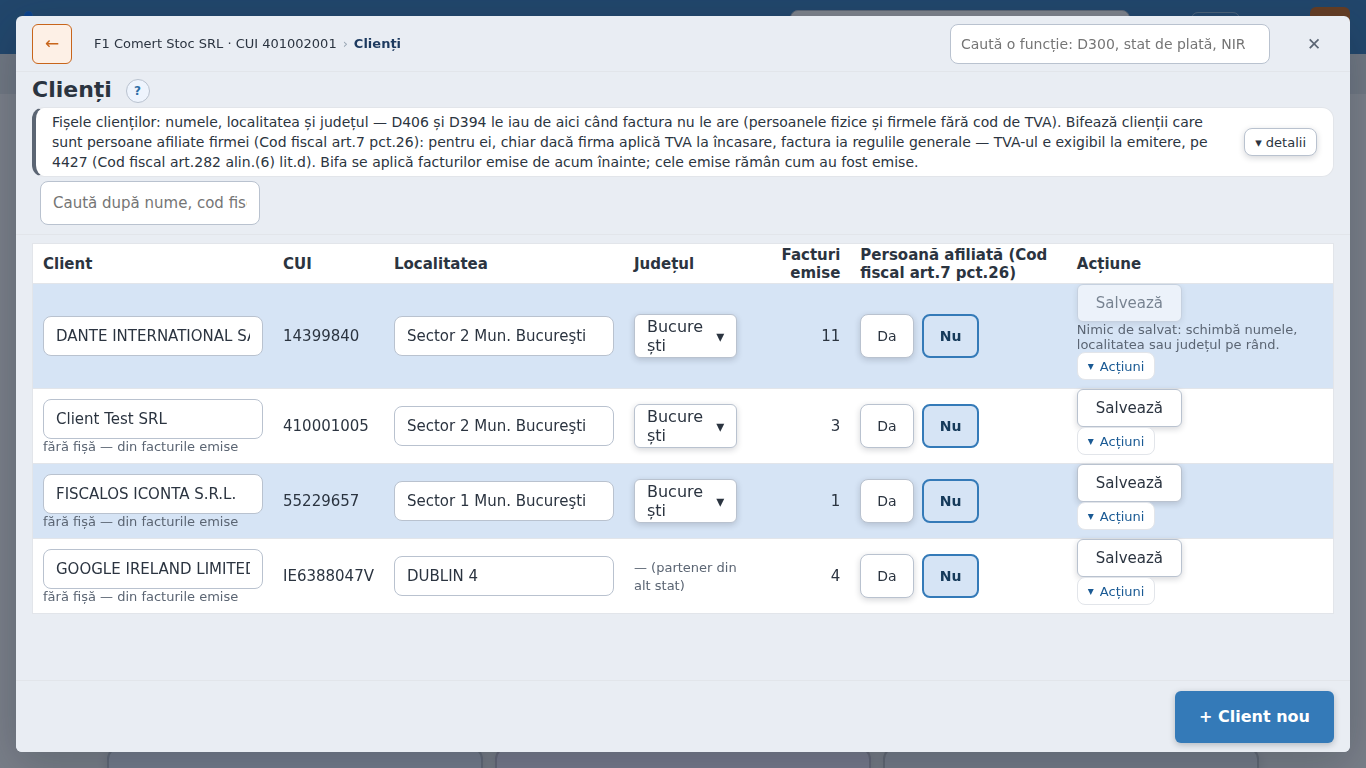 ←
F1 Comert Stoc SRL · CUI 401002001 › Clienți
Caută o funcție: D300, stat de plată, NIR
✕
Clienți
?
Fișele clienților: numele, localitatea și județul — D406 și D394 le iau de aici când factura nu le are (persoanele fizice și firmele fără cod de TVA). Bifează clienții care
sunt persoane afiliate firmei (Cod fiscal art.7 pct.26): pentru ei, chiar dacă firma aplică TVA la încasare, factura ia regulile generale — TVA-ul e exigibil la emitere, pe
4427 (Cod fiscal art.282 alin.(6) lit.d). Bifa se aplică facturilor emise de acum înainte; cele emise rămân cum au fost emise.
▾ detalii
Caută după nume, cod fis
Client CUI Localitatea Județul Facturi emise Persoană afiliată (Cod fiscal art.7 pct.26) Acțiune
DANTE INTERNATIONAL SA 14399840 Sector 2 Mun. Bucureşti București ▼ 11 Da Nu Salvează
Nimic de salvat: schimbă numele,
localitatea sau județul pe rând.
▾ Acțiuni
Client Test SRL 410001005 Sector 2 Mun. Bucureşti București ▼ 3 Da Nu Salvează
fără fișă — din facturile emise
▾ Acțiuni
FISCALOS ICONTA S.R.L. 55229657 Sector 1 Mun. Bucureşti București ▼ 1 Da Nu Salvează
fără fișă — din facturile emise
▾ Acțiuni
GOOGLE IRELAND LIMITED IE6388047V DUBLIN 4 — (partener din alt stat) 4 Da Nu Salvează
fără fișă — din facturile emise
▾ Acțiuni
+ Client nou